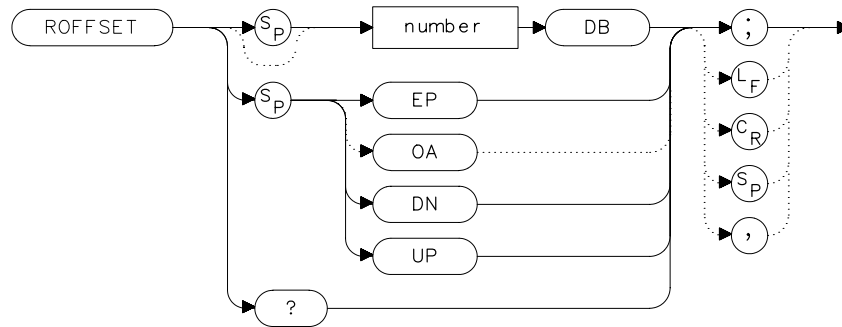 ROFFSET SP number DB ;
SP EP LF
OA CR
DN SP
UP ,
?